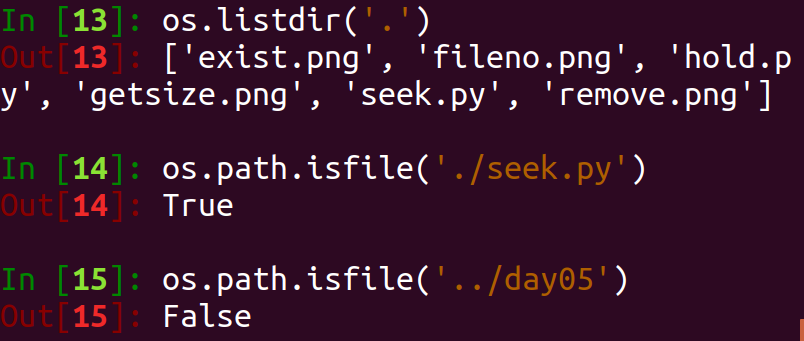 In [13]: os.listdir('.')
Out[13]: ['exist.png', 'fileno.png', 'hold.p
y', 'getsize.png', 'seek.py', 'remove.png']
In [14]: os.path.isfile('./seek.py')
Out[14]: True
In [15]: os.path.isfile('../day05')
Out[15]: False